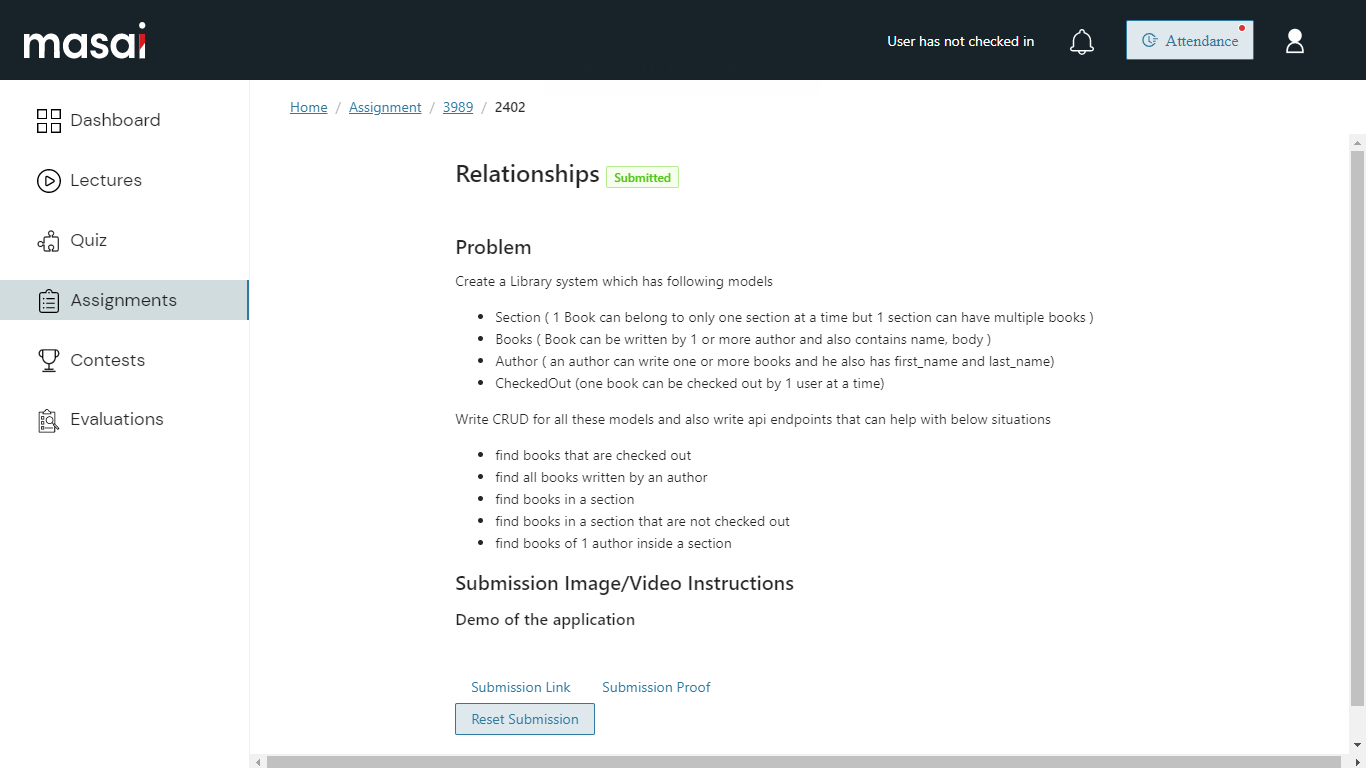 masai
User has not checked in
Attendance
Dashboard
Lectures
Quiz
Assignments
Contests
Evaluations
Home / Assignment / 3989 / 2402
Relationships Submitted
Problem
Create a Library system which has following models
• Section ( 1 Book can belong to only one section at a time but 1 section can have multiple books )
• Books ( Book can be written by 1 or more author and also contains name, body )
• Author ( an author can write one or more books and he also has first_name and last_name)
• CheckedOut (one book can be checked out by 1 user at a time)
Write CRUD for all these models and also write api endpoints that can help with below situations
• find books that are checked out
• find all books written by an author
• find books in a section
• find books in a section that are not checked out
• find books of 1 author inside a section
Submission Image/Video Instructions
Demo of the application
Submission Link Submission Proof
Reset Submission